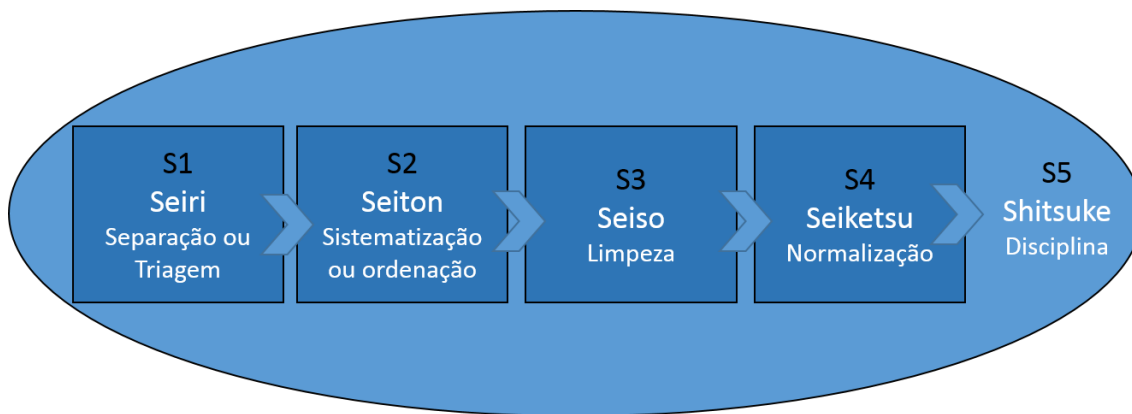 S1
Seiri
Separação ou
Triagem
S2
Seiton
Sistematização
ou ordenação
S3
Seiso
Limpeza
S4
Seiketsu
Normalização
S5
Shitsuke
Disciplina